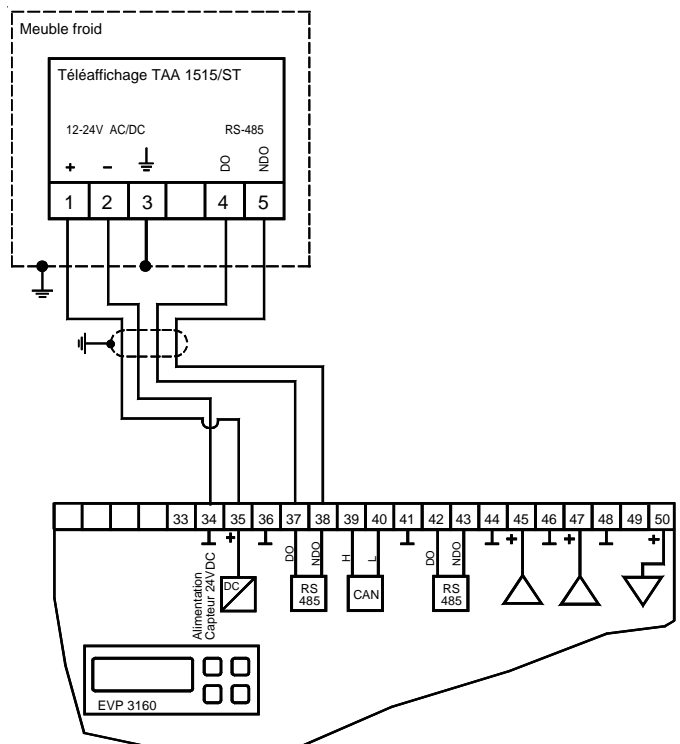 Meuble froid
Téléaffichage TAA 1515/ST
12-24V AC/DC RS-485
+ – DO NDO
1 2 3 4 5
33 34 35 36 37 38 39 40 41 42 43 44 45 46 47 48 49 50
+ DO NDO H L DO NDO + + +
Alimentation
Capteur 24VDC
DC
RS
485
CAN
RS
485
EVP 3160